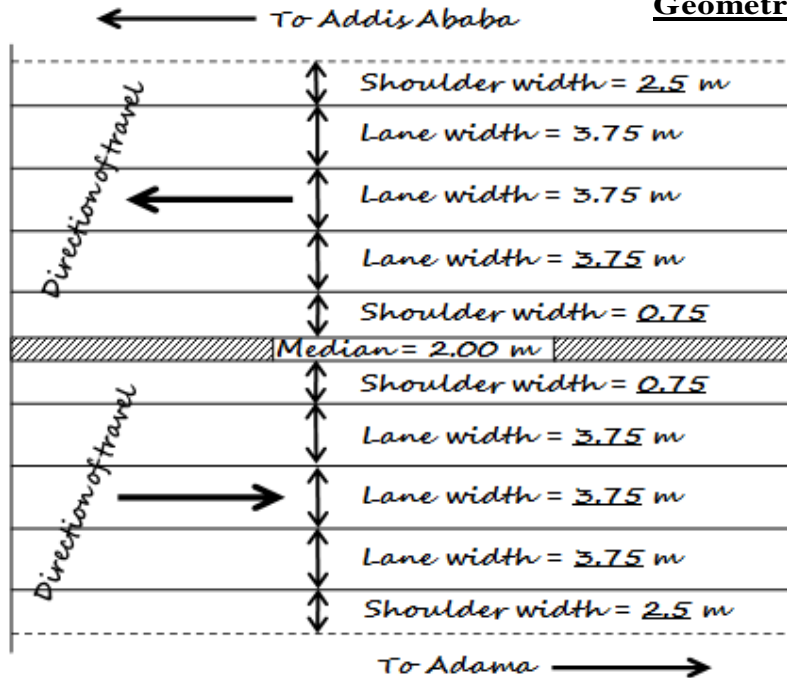 Geometr
To Addis Ababa
Shoulder width = 2.5 m
Lane width = 3.75 m
Lane width = 3.75 m
Direction of travel
Lane width = 3.75 m
Shoulder width = 0.75
Median = 2.00 m
Shoulder width = 0.75
Lane width = 3.75 m
Lane width = 3.75 m
Direction of travel
Lane width = 3.75 m
Shoulder width = 2.5 m
To Adama